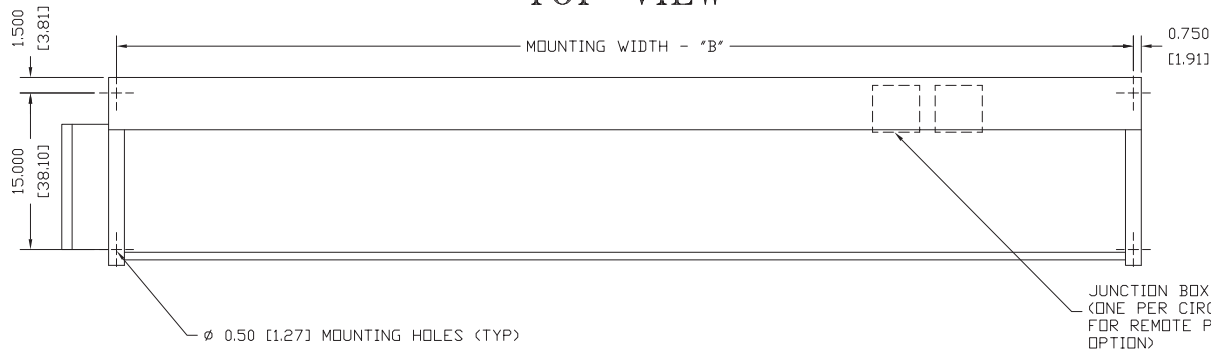 TOP VIEW
1.500
[3.81]
MOUNTING WIDTH - "B"
0.750
[1.91]
15.000
[38.10]
JUNCTION BOX
(ONE PER
FOR REMOTE
OPTION)
Ø 0.50 [1.27] MOUNTING HOLES (TYP)